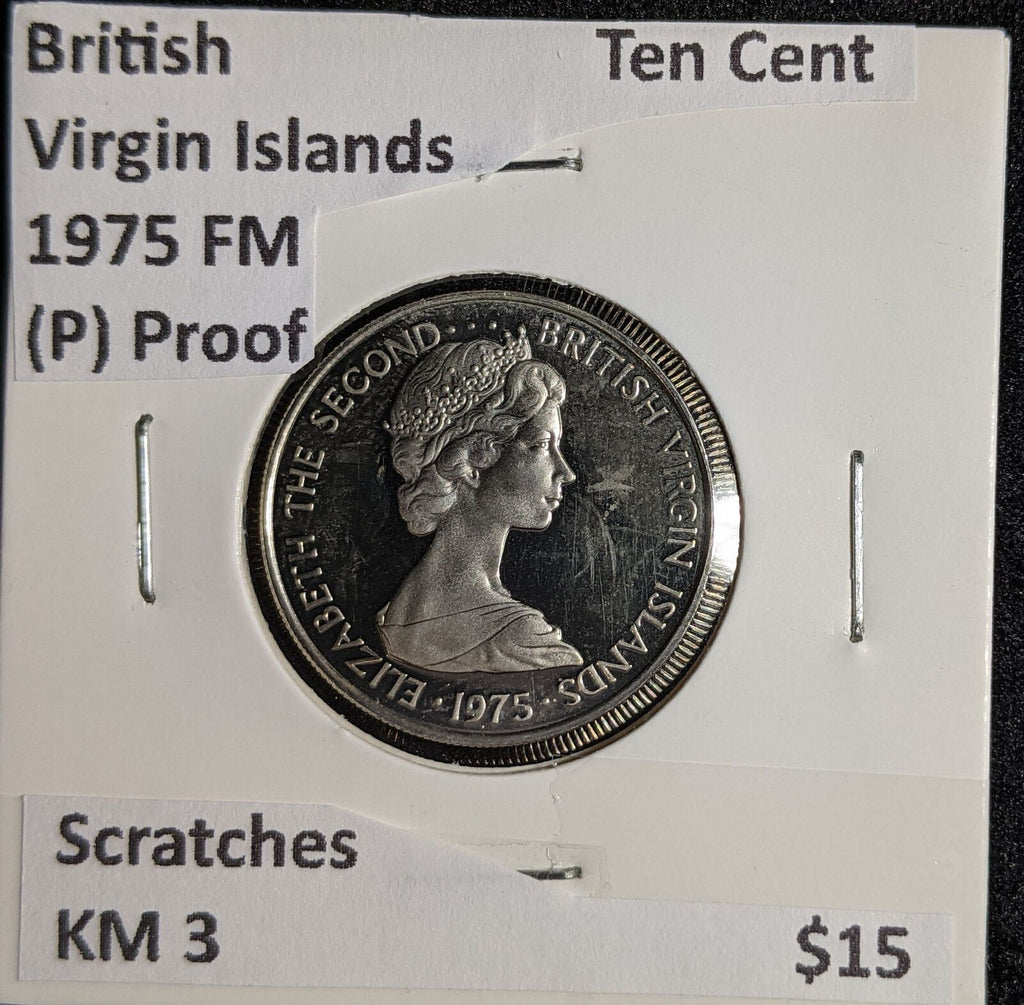 British
Ten Cent
Virgin Islands
1975 FM
(P) Proof
ELIZABETH THE SECOND · · · · BRITISH VIRGIN ISLANDS · 1975 ·
Scratches
KM 3
$15